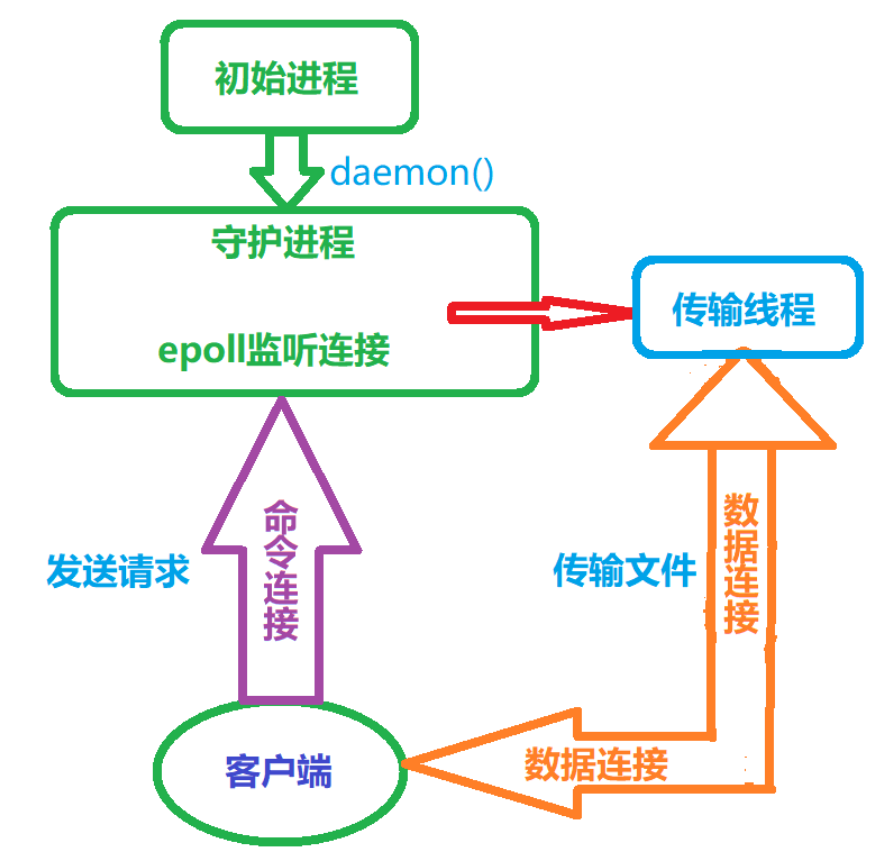 初始进程
daemon()
守护进程
epoll监听连接
传输线程
发送请求
命令连接
传输文件
数据连接
客户端
数据连接